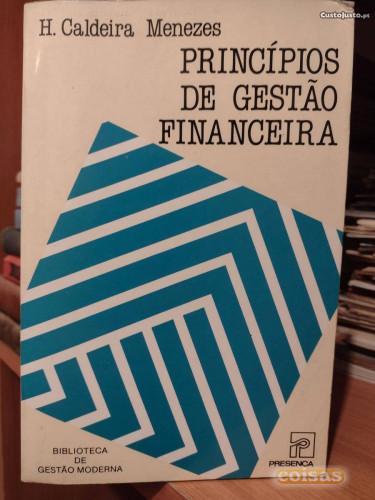 CustoJusto.pt
H. Caldeira Menezes
PRINCÍPIOS
DE GESTÃO
FINANCEIRA
BIBLIOTECA
DE
GESTÃO MODERNA
PRESENÇA
coisas